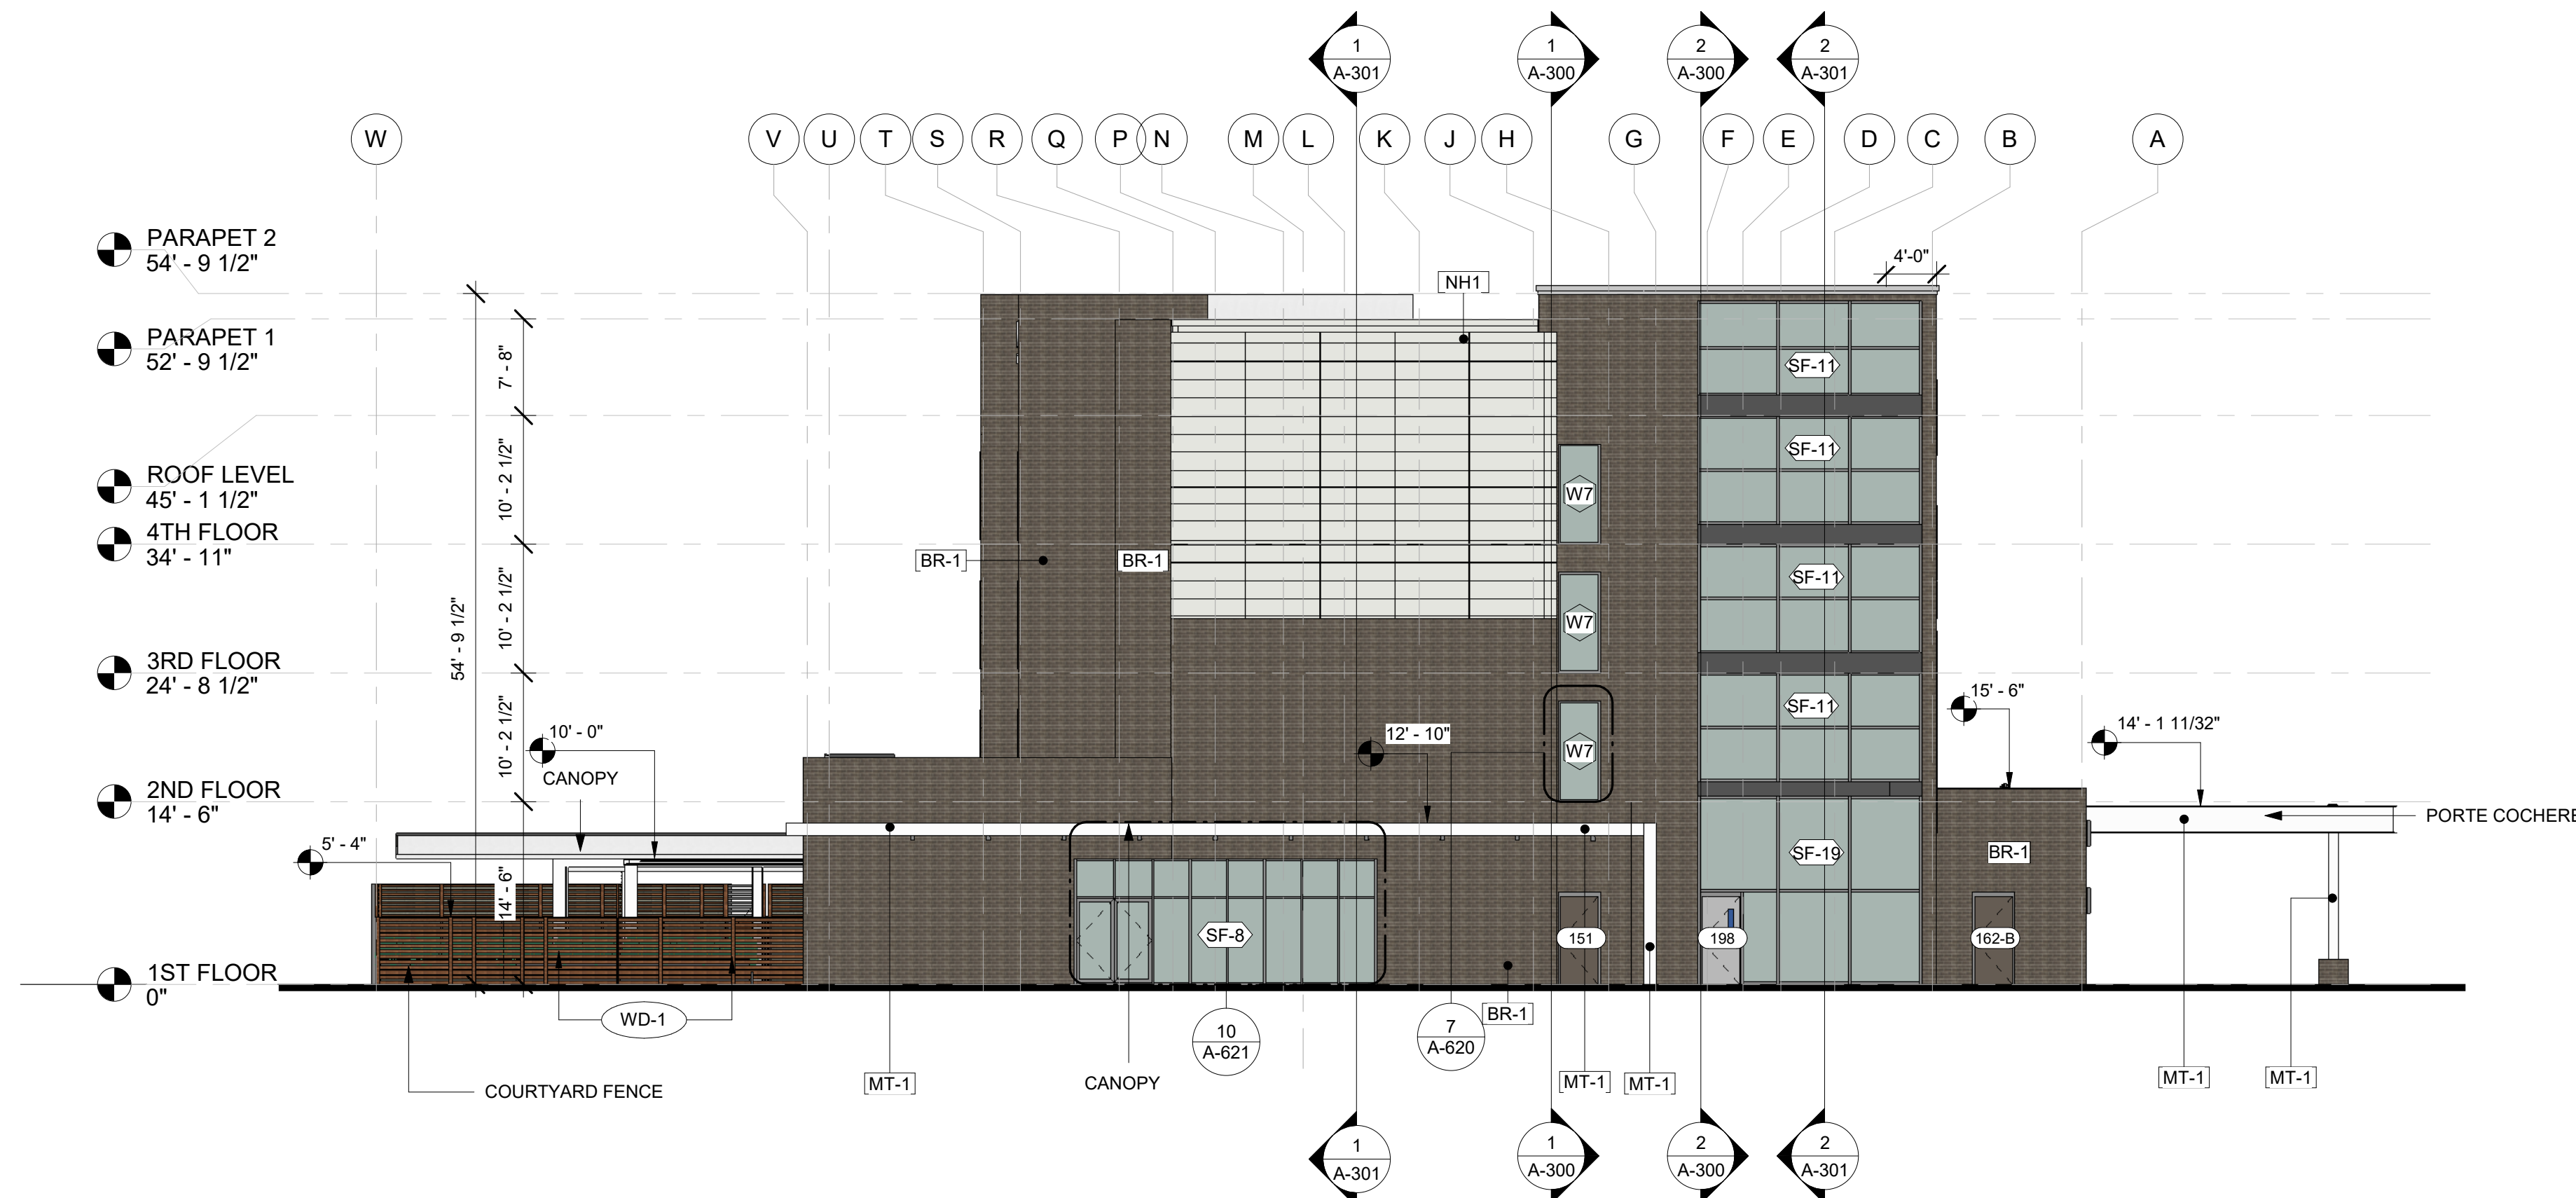 1
A-301
1
A-300
2
A-300
2
A-301
W
V
U
T
S
R
Q
P
N
M
L
K
J
H
G
F
E
D
C
B
A
PARAPET 2
54' - 9 1/2"
4'-0"
NH1
PARAPET 1
52' - 9 1/2"
7' - 8"
SF-11
ROOF LEVEL
45' - 1 1/2"
10' - 2 1/2"
SF-11
W7
4TH FLOOR
34' - 11"
BR-1
BR-1
54' - 9 1/2"
10' - 2 1/2"
SF-11
W7
3RD FLOOR
24' - 8 1/2"
10' - 2 1/2"
SF-11
15' - 6"
14' - 1 11/32"
10' - 0"
CANOPY
12' - 10"
W7
2ND FLOOR
14' - 6"
PORTE COCHERE
5' - 4"
SF-19
BR-1
14' - 6"
SF-8
151
198
162-B
1ST FLOOR
0"
WD-1
10
A-621
7
A-620
BR-1
COURTYARD FENCE
MT-1
CANOPY
MT-1
MT-1
MT-1
MT-1
1
A-301
1
A-300
2
A-300
2
A-301